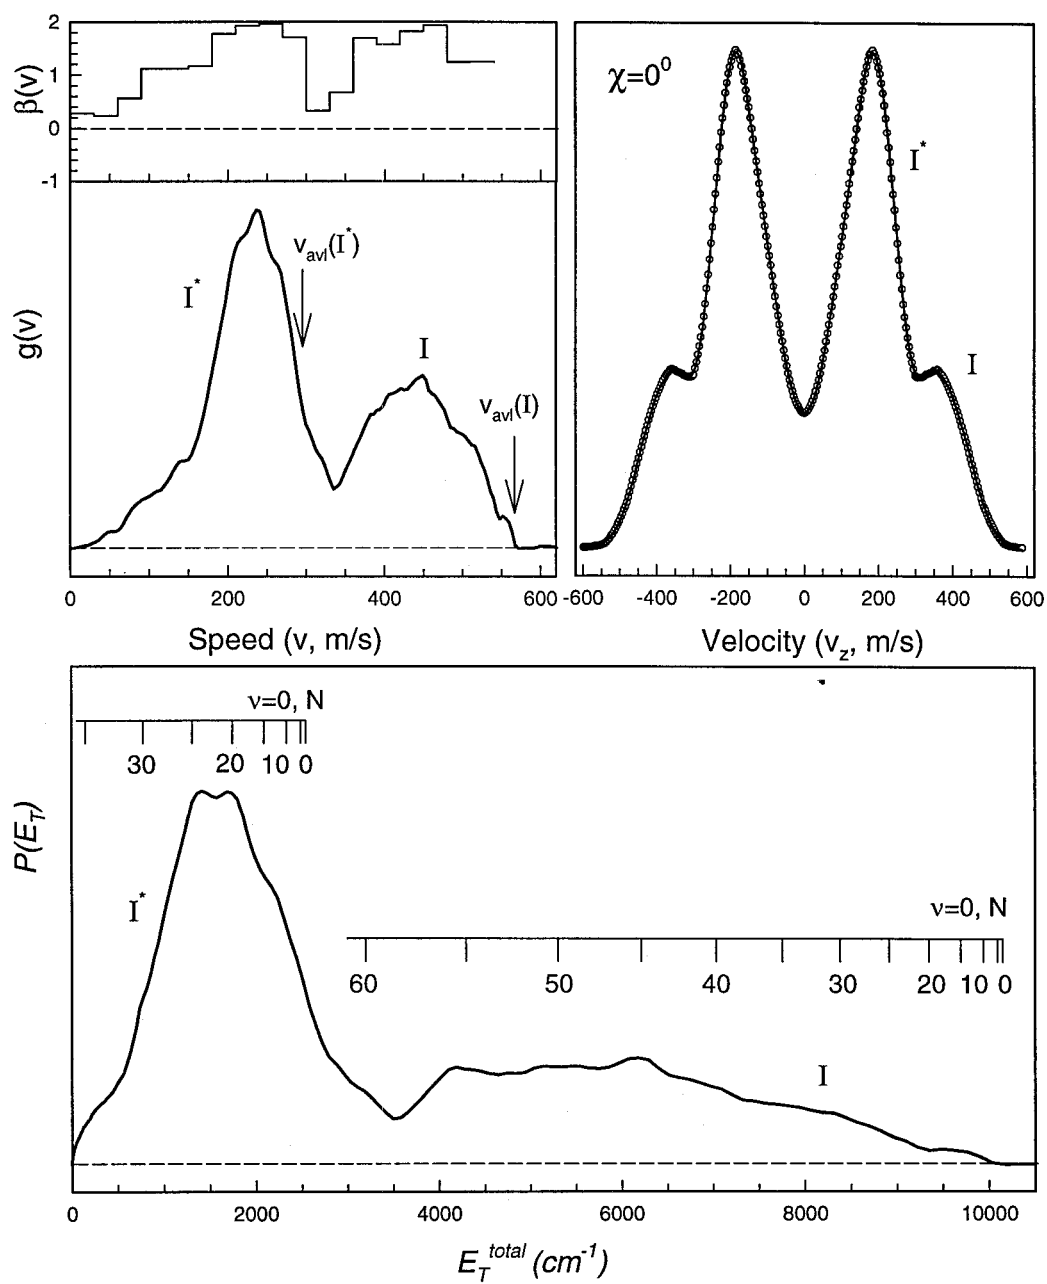 2
1
0
-1
β(v)
g(v)
I*
v_avl(I*)
I
v_avl(I)
0 200 400 600
Speed (v, m/s)
χ=0⁰
I*
I
-600 -400 -200 0 200 400 600
Velocity (v_z, m/s)
ν=0, N
30 20 10 0
P(E_T)
I*
ν=0, N
60 50 40 30 20 10 0
I
0 2000 4000 6000 8000 10000
E_T^total (cm⁻¹)